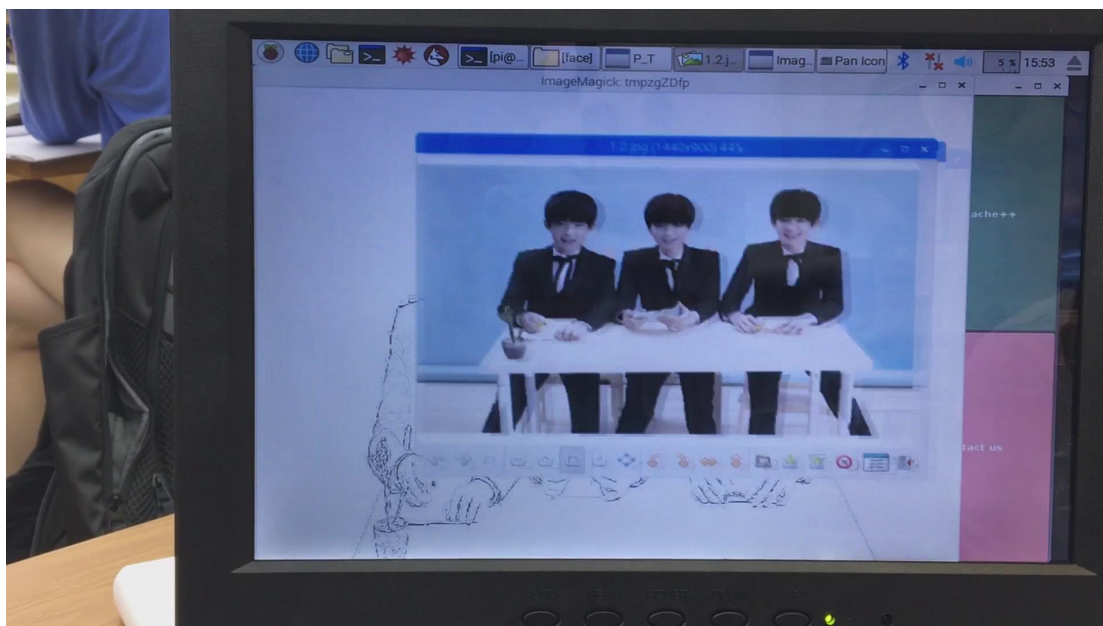 [pi@... [face] P_T 1.2.j... Imag... Pan Icon 5 % 15:53
ImageMagick: tmpzgZDfp
1.2.jpg (1440x900) 44%
ache++
tact us